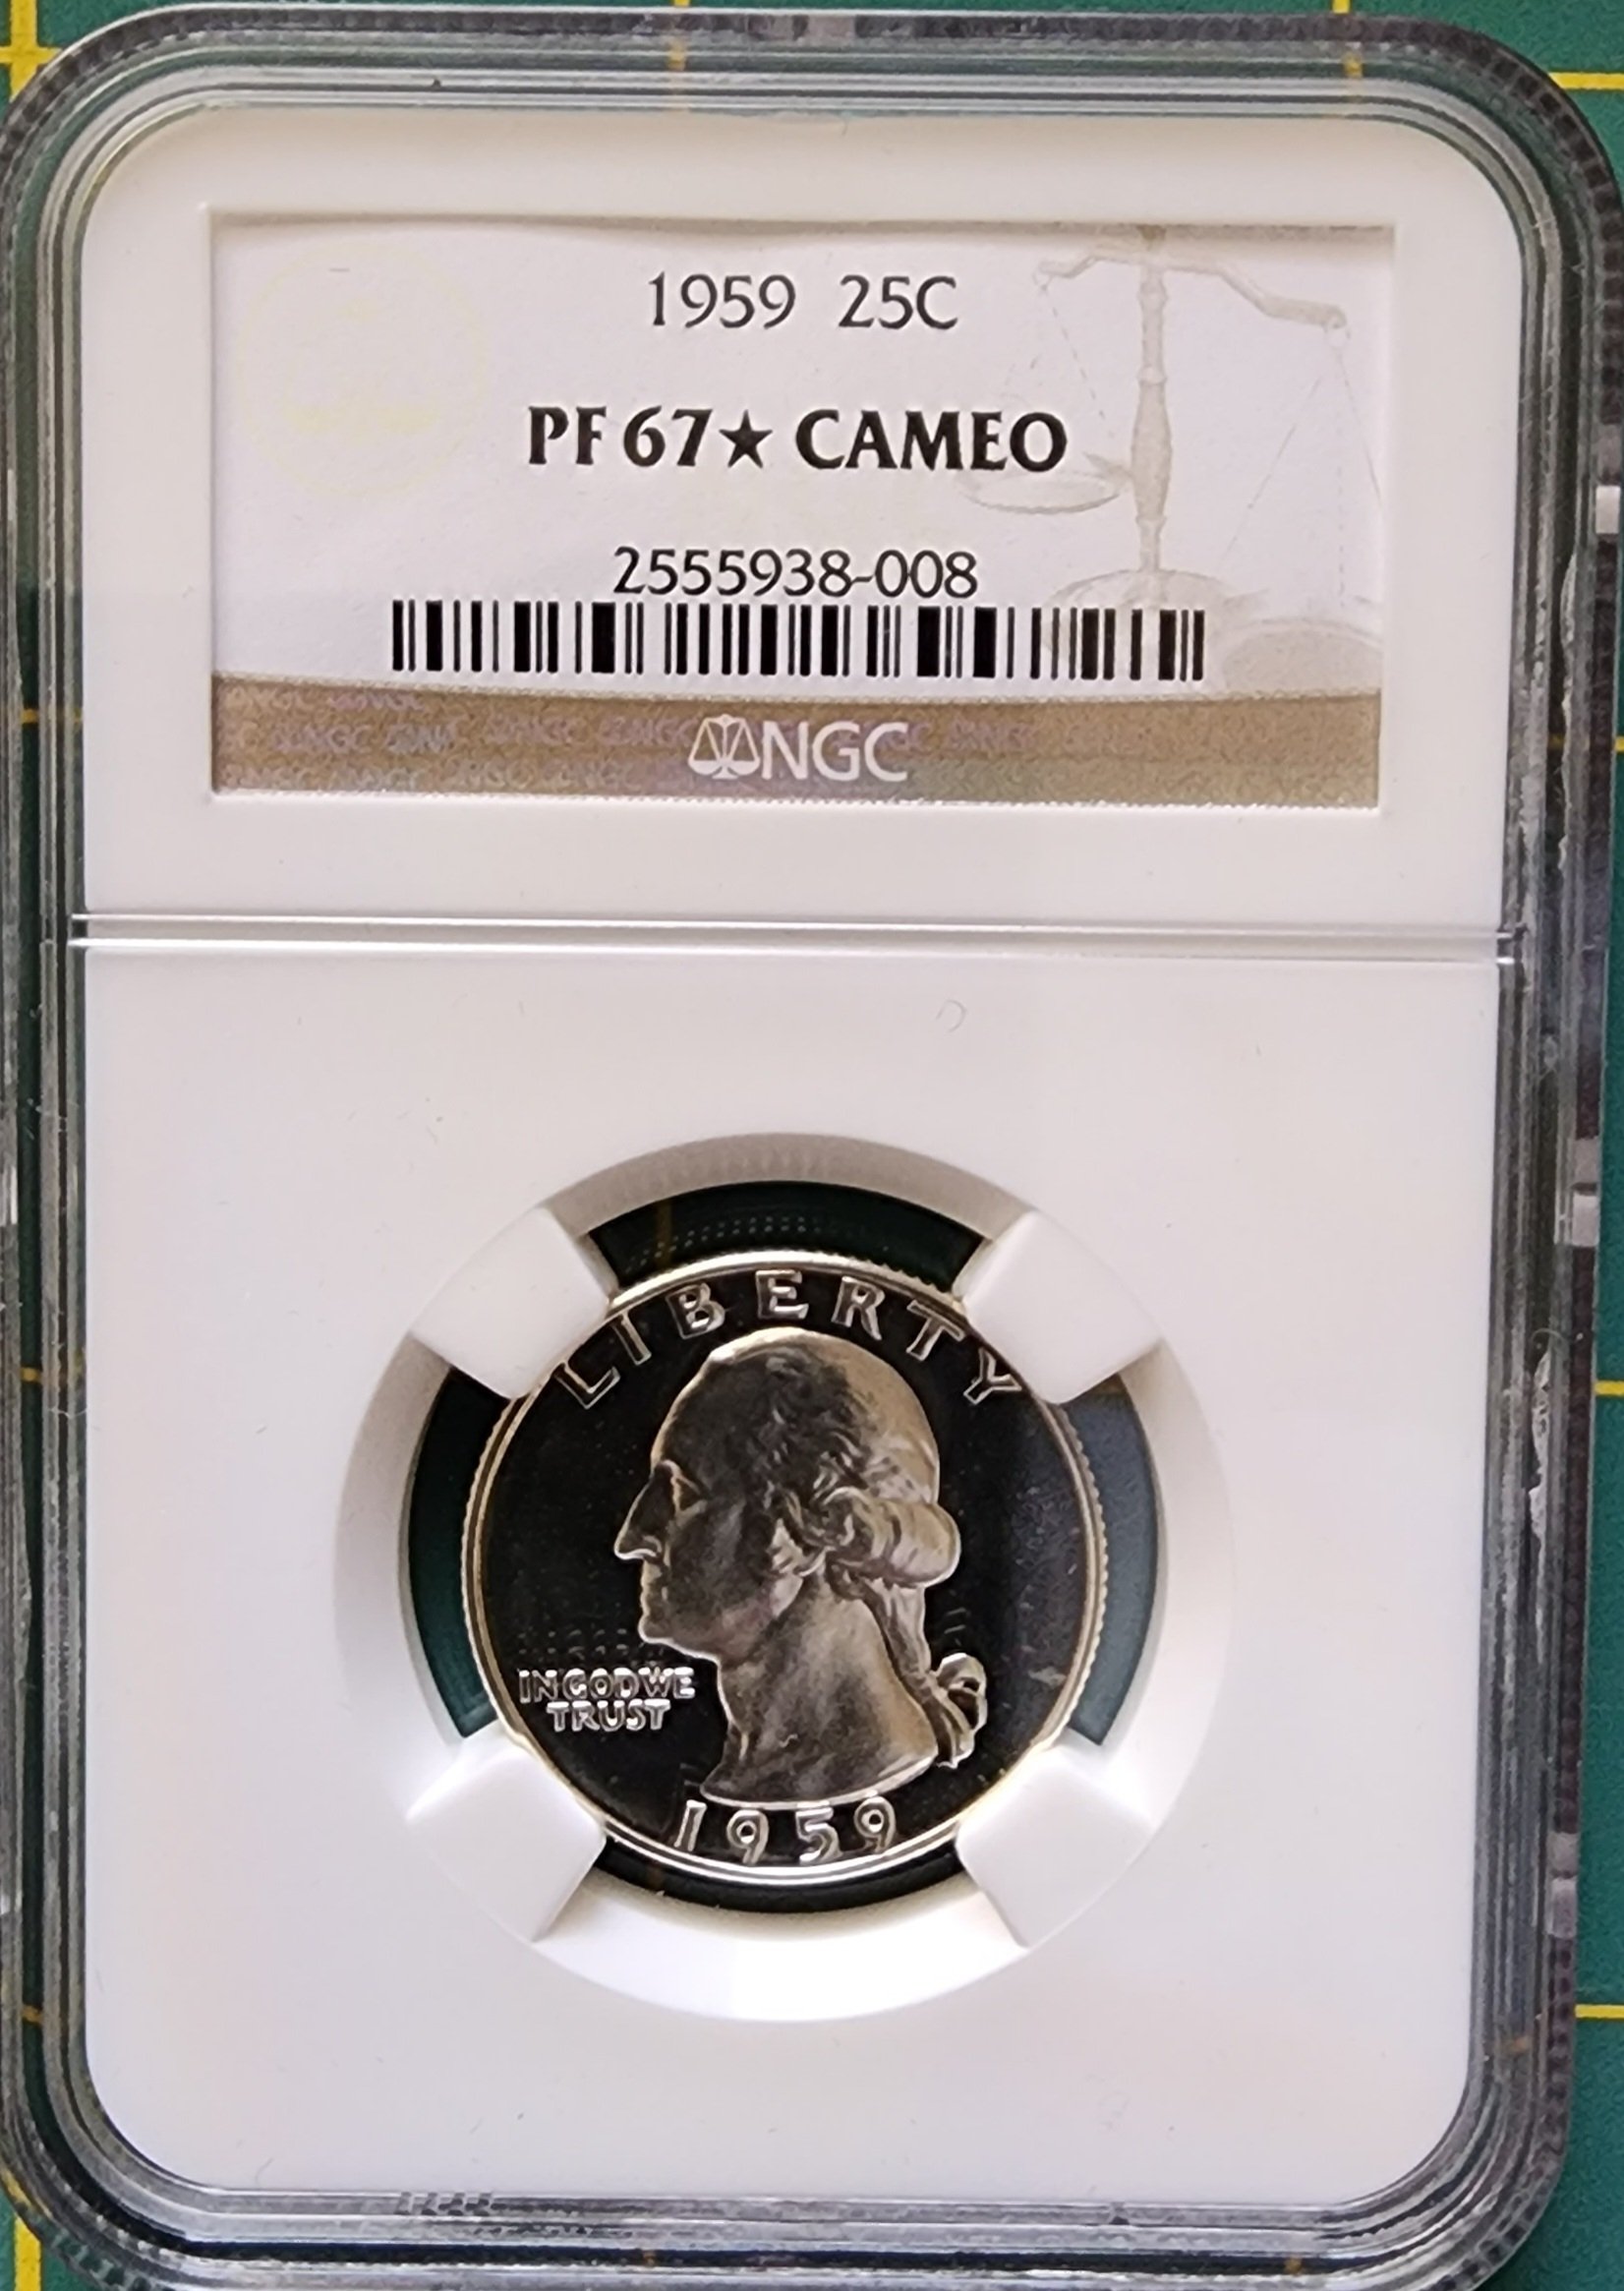 1959 25C
PF 67★ CAMEO
2555938-008
NGC
LIBERTY
IN GOD WE
TRUST
1959